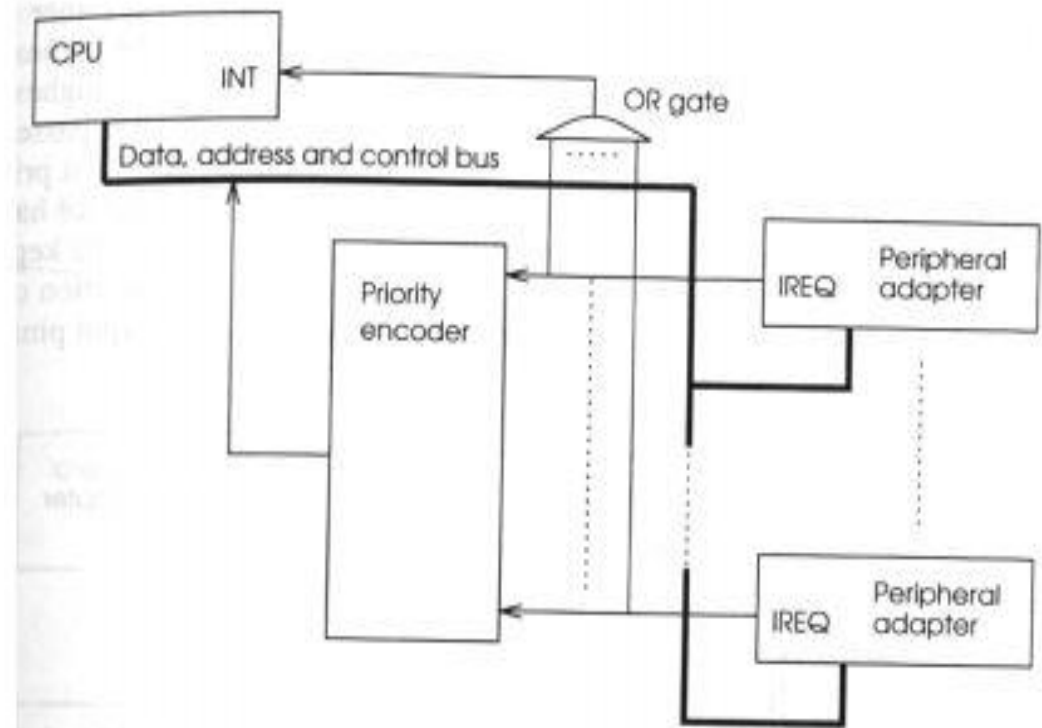 CPU
INT
OR gate
Data, address and control bus
Priority
encoder
IREQ
Peripheral
adapter
IREQ
Peripheral
adapter